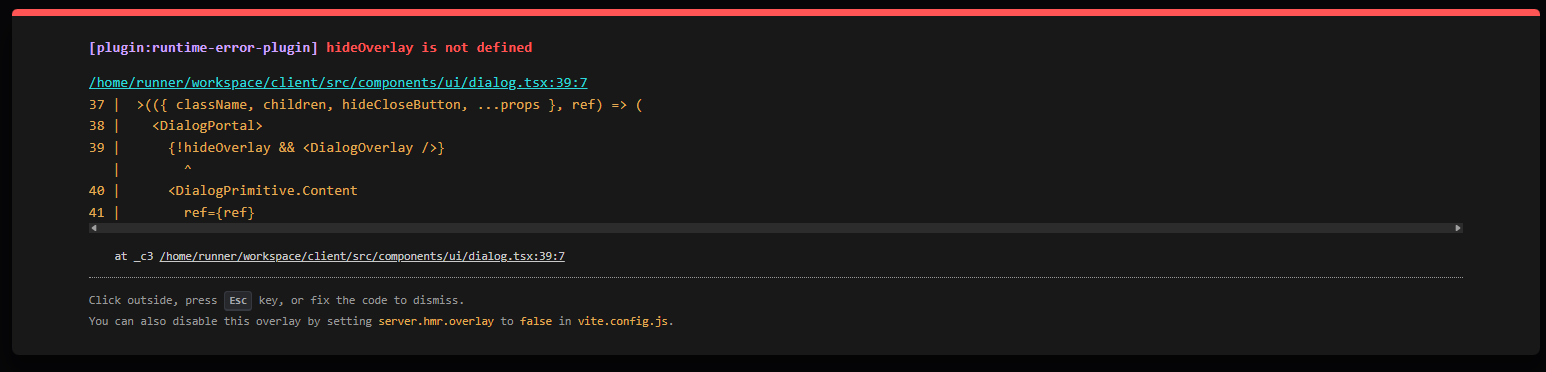 [plugin:runtime-error-plugin] hideOverlay is not defined
/home/runner/workspace/client/src/components/ui/dialog.tsx:39:7
37 |  >(({ className, children, hideCloseButton, ...props }, ref) => (
38 |    <DialogPortal>
39 |      {!hideOverlay && <DialogOverlay />}
   |        ^
40 |      <DialogPrimitive.Content
41 |        ref={ref}
at _c3 /home/runner/workspace/client/src/components/ui/dialog.tsx:39:7
Click outside, press Esc key, or fix the code to dismiss.
You can also disable this overlay by setting server.hmr.overlay to false in vite.config.js.